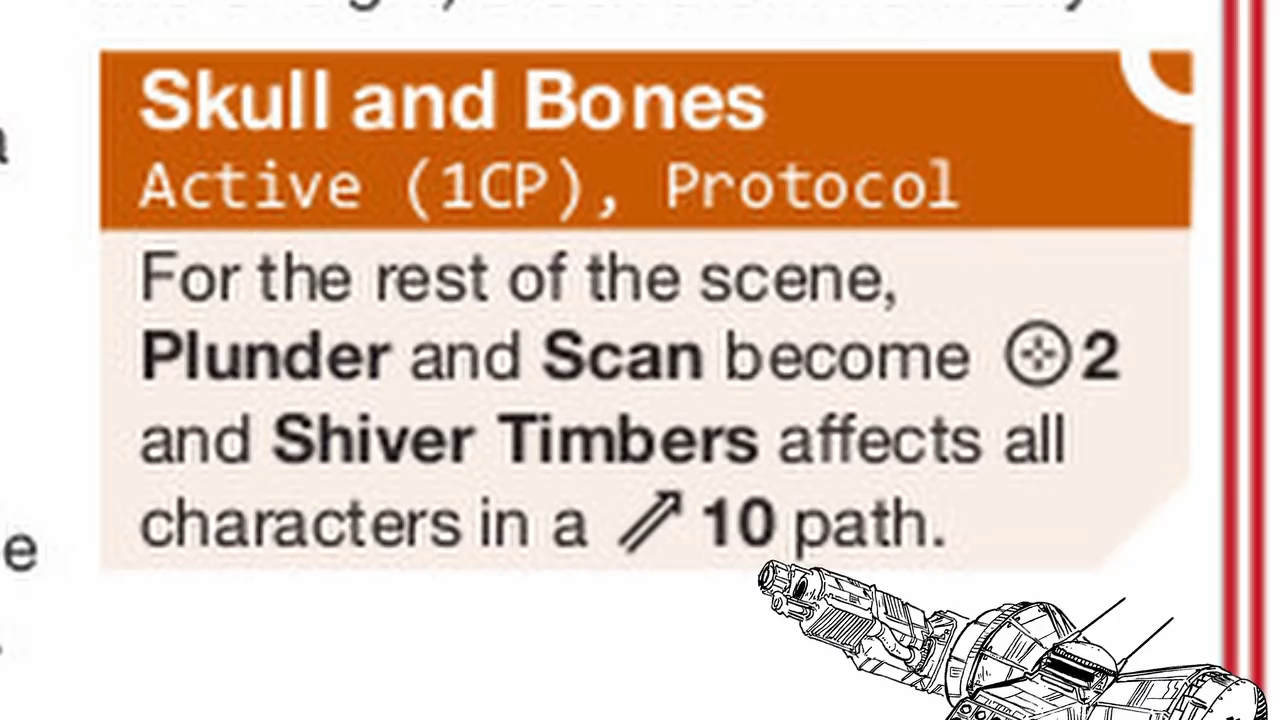 Skull and Bones
Active (1CP), Protocol
For the rest of the scene,
Plunder and Scan become 2
and Shiver Timbers affects all
characters in a 10 path.